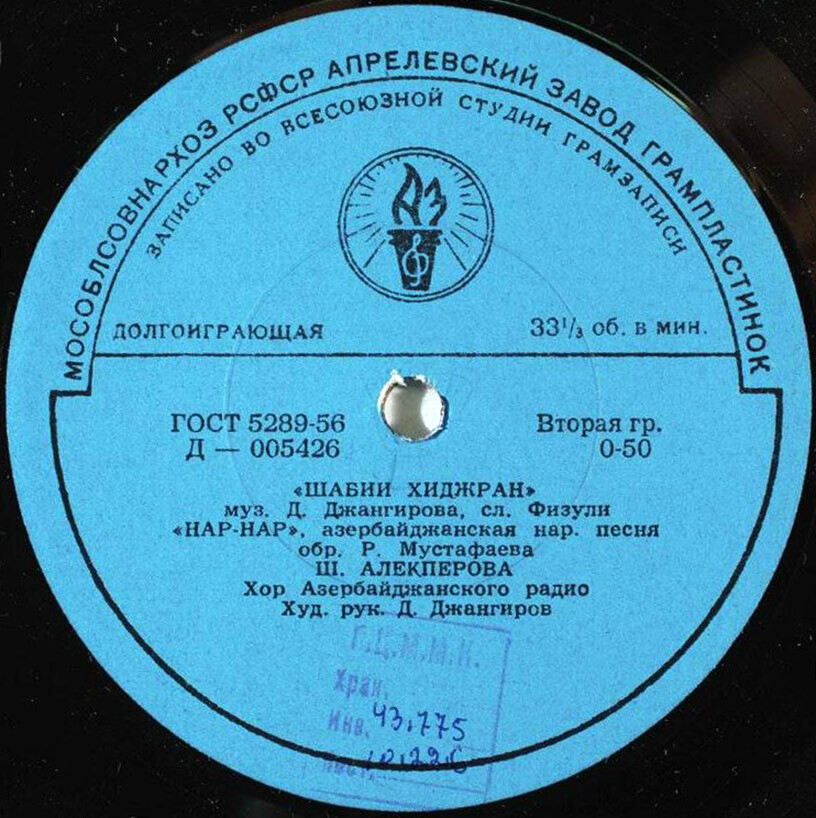 МОСОБЛСОВНАРХОЗ РСФСР АПРЕЛЕВСКИЙ ЗАВОД ГРАМПЛАСТИНОК
ЗАПИСАНО ВО ВСЕСОЮЗНОЙ СТУДИИ ГРАМЗАПИСИ
АЗ
ДОЛГОИГРАЮЩАЯ 33⅓ об. в мин.
ГОСТ 5289-56 Вторая гр.
Д — 005426 0-50
«ШАБИИ ХИДЖРАН»
муз. Д. Джангирова, сл. Физули
«НАР-НАР», азербайджанская нар. песня
обр. Р. Мустафаева
Ш. АЛЕКПЕРОВА
Хор Азербайджанского радио
Худ. рук. Д. Джангиров
Г.Ц.М.М.К.
Хран.
Инв. 43.775